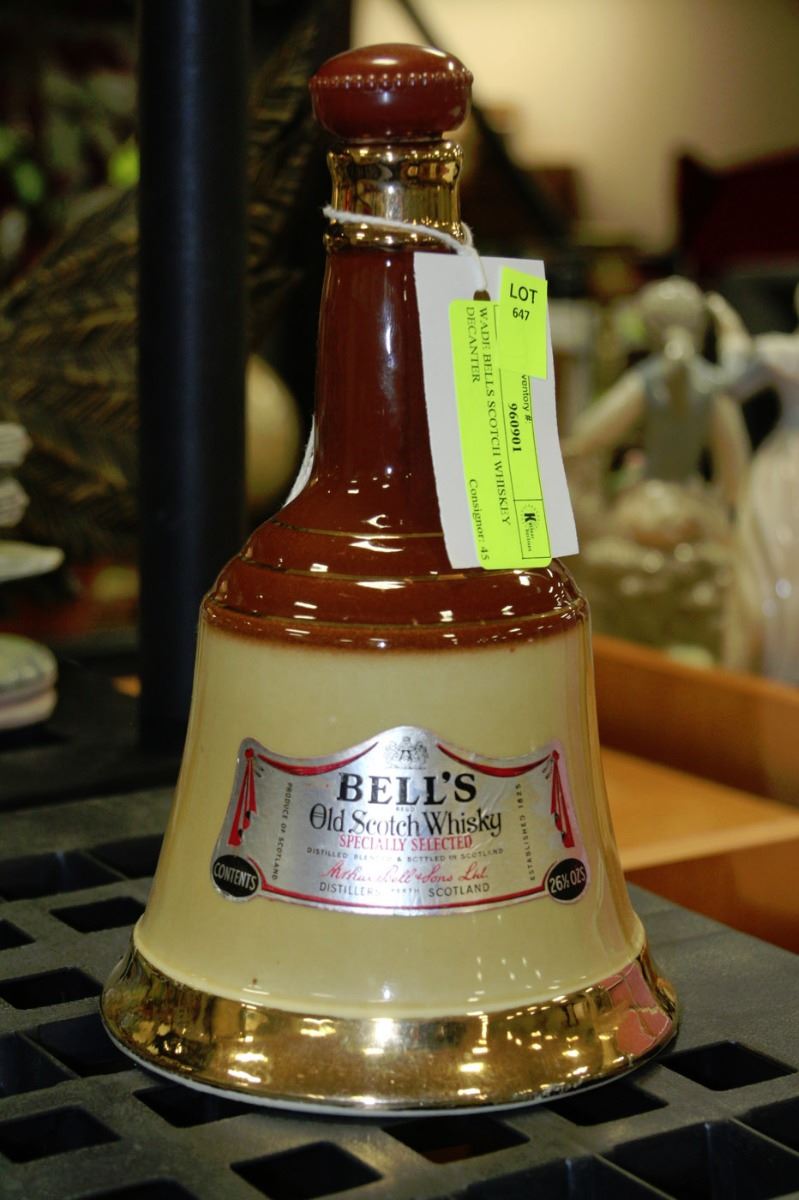 LOT
647
ventory #:
960901
WADE BELLS SCOTCH WHISKEY
DECANTER
Consignor: 45
BELL'S
Old Scotch Whisky
SPECIALLY SELECTED
DISTILLED BLENDED & BOTTLED IN SCOTLAND
Arthur Bell & Sons Ltd.
DISTILLERS PERTH SCOTLAND
PRODUCE OF SCOTLAND
ESTABLISHED 1825
CONTENTS
26⅔ OZS